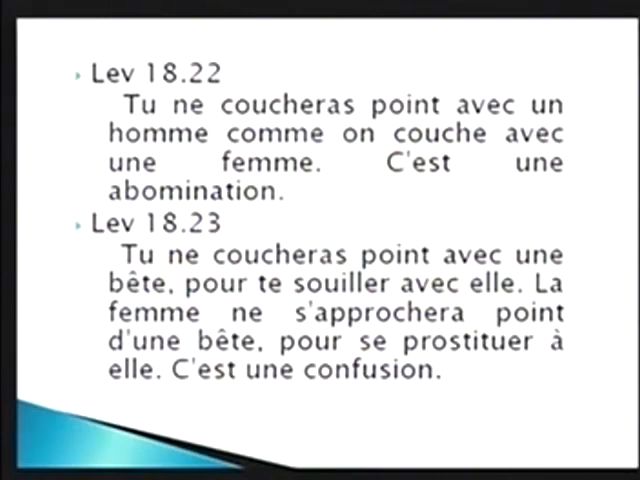 Lev 18.22
Tu ne coucheras point avec un
homme comme on couche avec
une femme. C'est une
abomination.
Lev 18.23
Tu ne coucheras point avec une
bête, pour te souiller avec elle. La
femme ne s'approchera point
d'une bête, pour se prostituer à
elle. C'est une confusion.